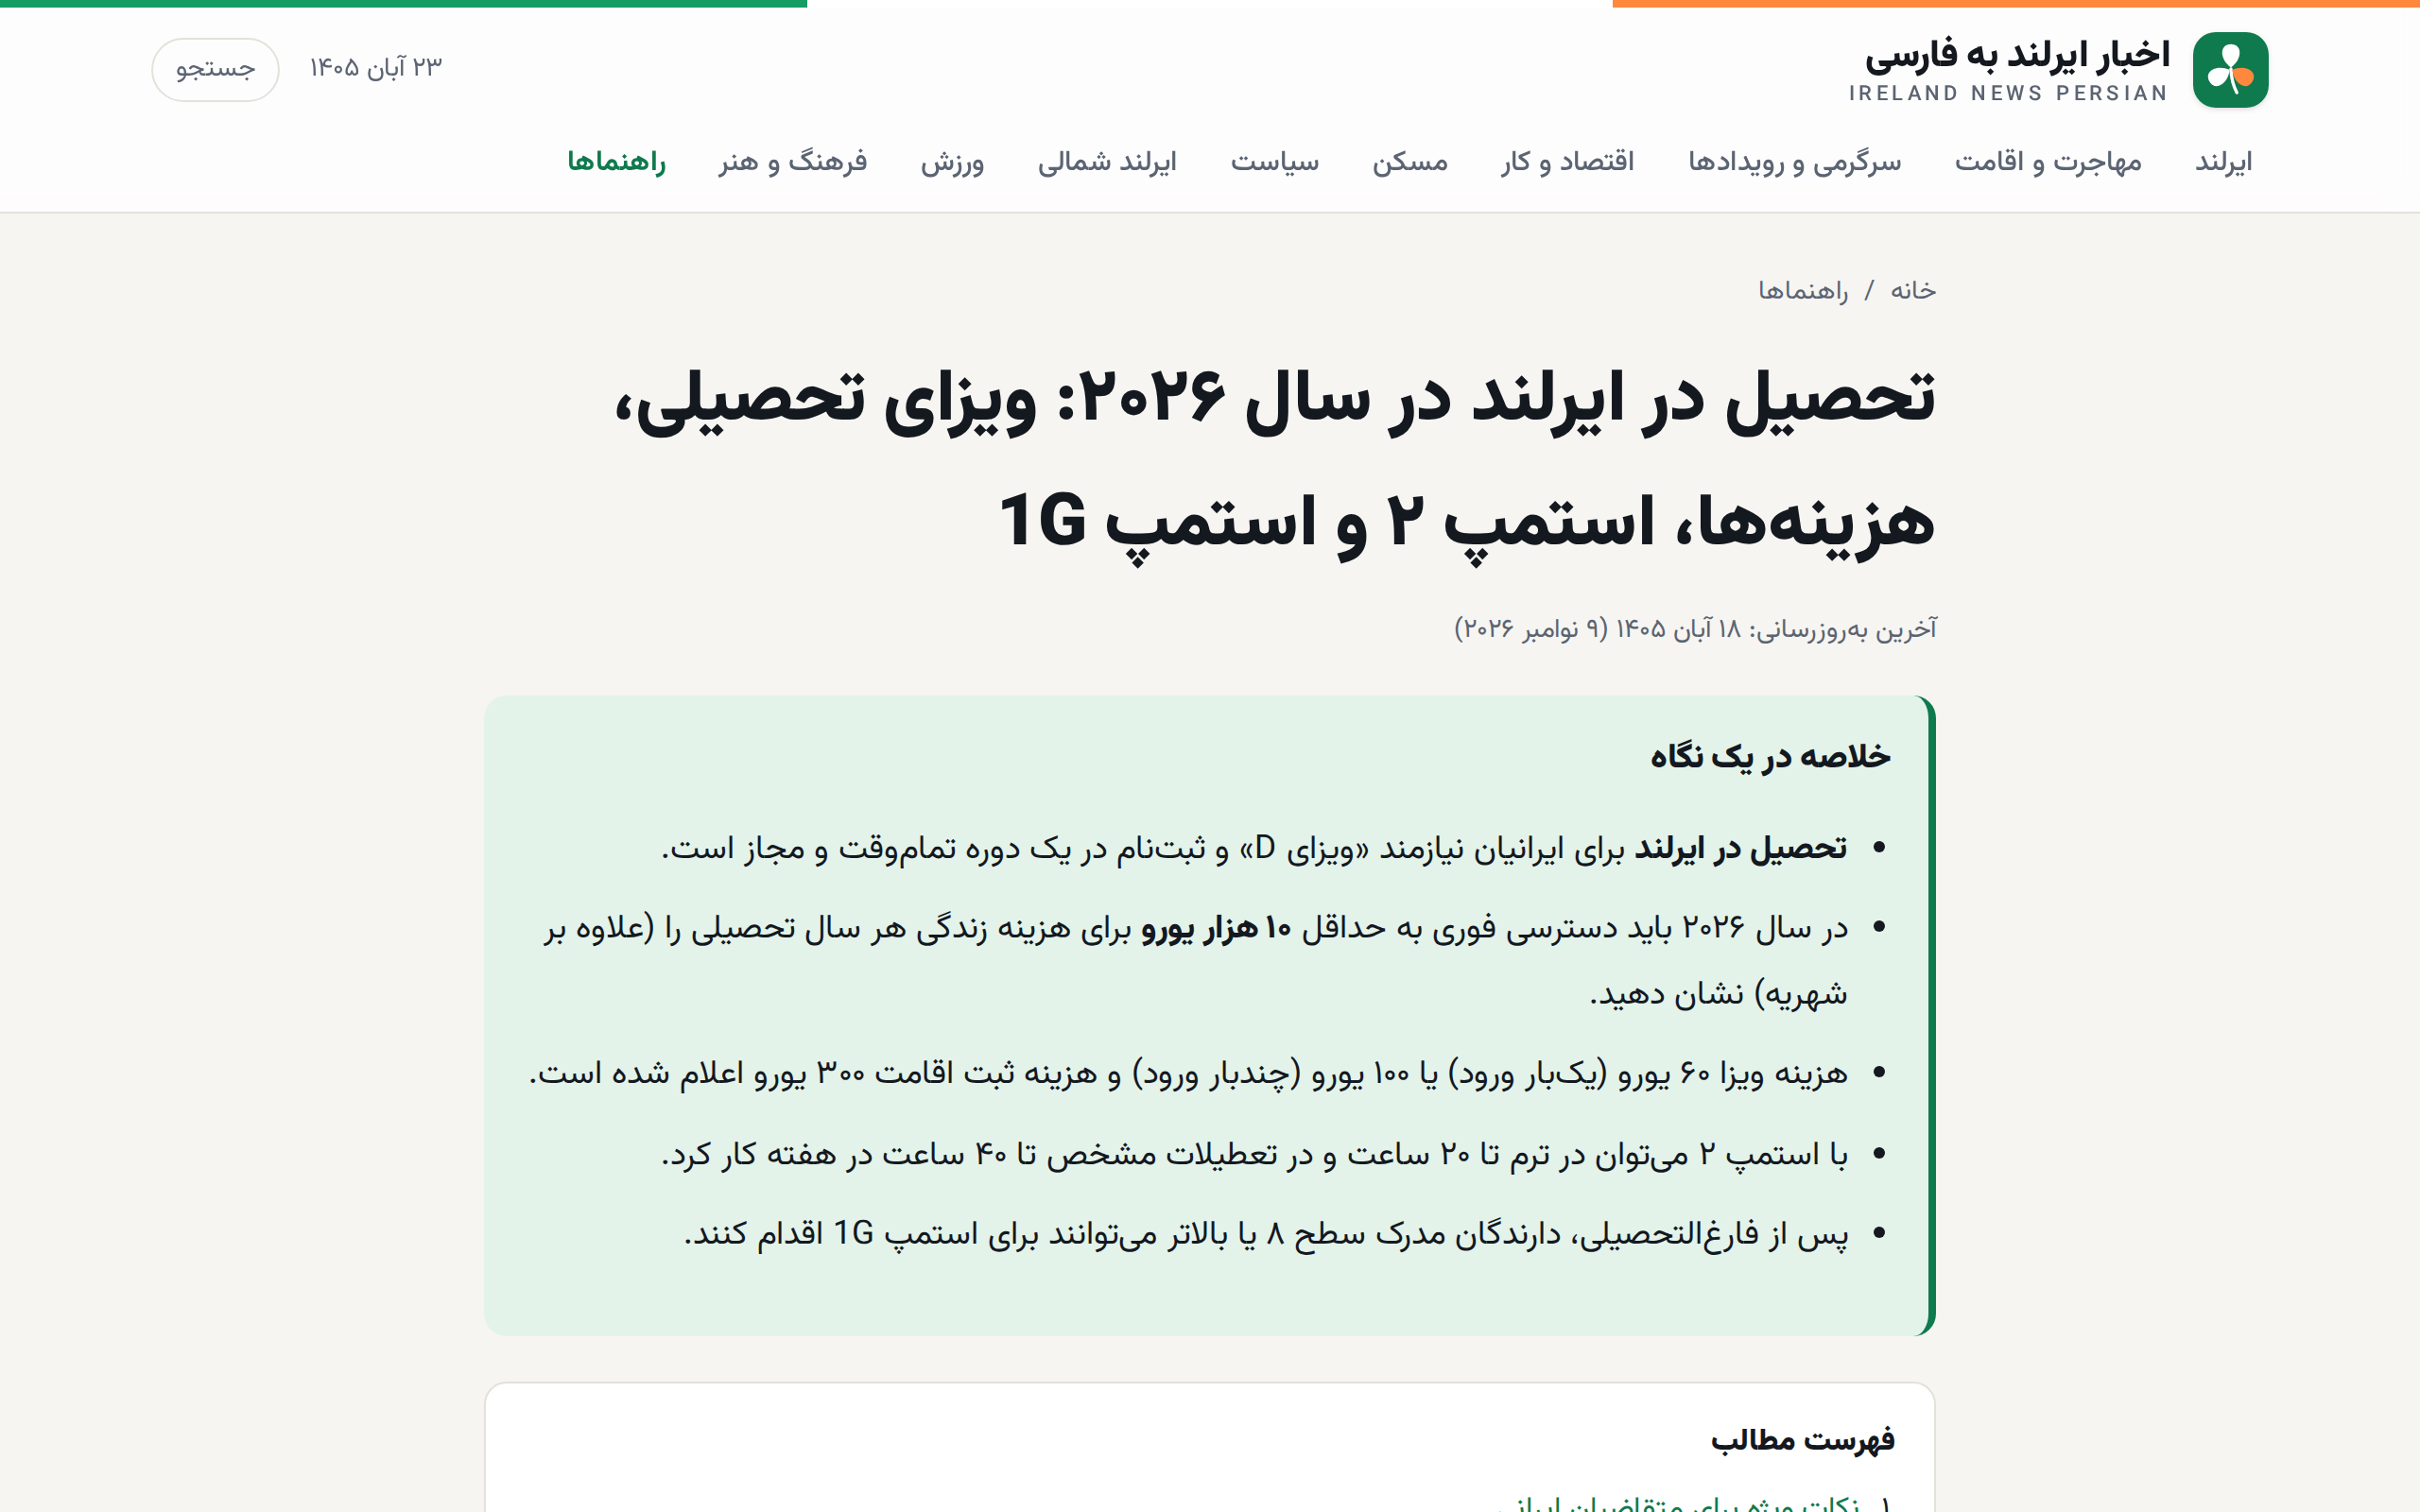 اخبار ایرلند به فارسی
IRELAND NEWS PERSIAN
۲۳ آبان ۱۴۰۵
جستجو
ایرلند
مهاجرت و اقامت
سرگرمی و رویدادها
اقتصاد و کار
مسکن
سیاست
ایرلند شمالی
ورزش
فرهنگ و هنر
راهنماها
خانه / راهنماها
تحصیل در ایرلند در سال ۲۰۲۶: ویزای تحصیلی،
هزینه‌ها، استمپ ۲ و استمپ 1G
آخرین به‌روزرسانی: ۱۸ آبان ۱۴۰۵ (۹ نوامبر ۲۰۲۶)
خلاصه در یک نگاه
تحصیل در ایرلند برای ایرانیان نیازمند «ویزای D» و ثبت‌نام در یک دوره تمام‌وقت و مجاز است.
در سال ۲۰۲۶ باید دسترسی فوری به حداقل ۱۰ هزار یورو برای هزینه زندگی هر سال تحصیلی را (علاوه بر
شهریه) نشان دهید.
هزینه ویزا ۶۰ یورو (یک‌بار ورود) یا ۱۰۰ یورو (چندبار ورود) و هزینه ثبت اقامت ۳۰۰ یورو اعلام شده است.
با استمپ ۲ می‌توان در ترم تا ۲۰ ساعت و در تعطیلات مشخص تا ۴۰ ساعت در هفته کار کرد.
پس از فارغ‌التحصیلی، دارندگان مدرک سطح ۸ یا بالاتر می‌توانند برای استمپ 1G اقدام کنند.
فهرست مطالب
۱. نکات ویژه برای متقاضیان ایرانی